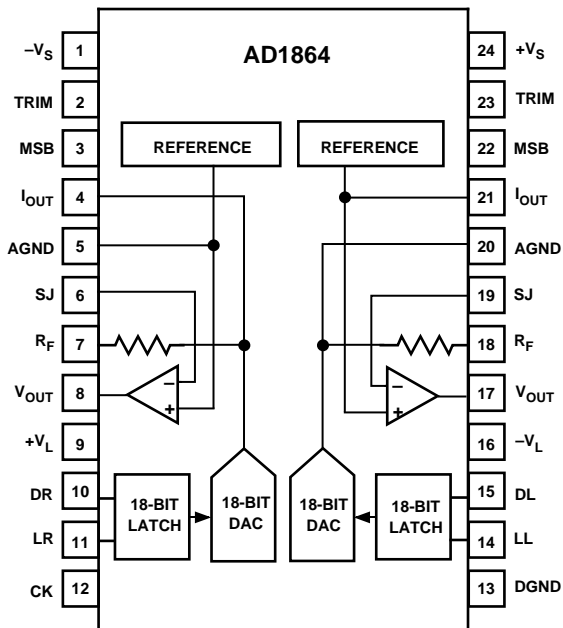 AD1864
–VS 1 24 +VS
TRIM 2 23 TRIM
MSB 3 REFERENCE REFERENCE 22 MSB
IOUT 4 21 IOUT
AGND 5 20 AGND
SJ 6 19 SJ
RF 7 18 RF
VOUT 8 – + – + 17 VOUT
+VL 9 16 –VL
DR 10 15 DL
18-BIT LATCH 18-BIT DAC 18-BIT DAC 18-BIT LATCH
LR 11 14 LL
CK 12 13 DGND